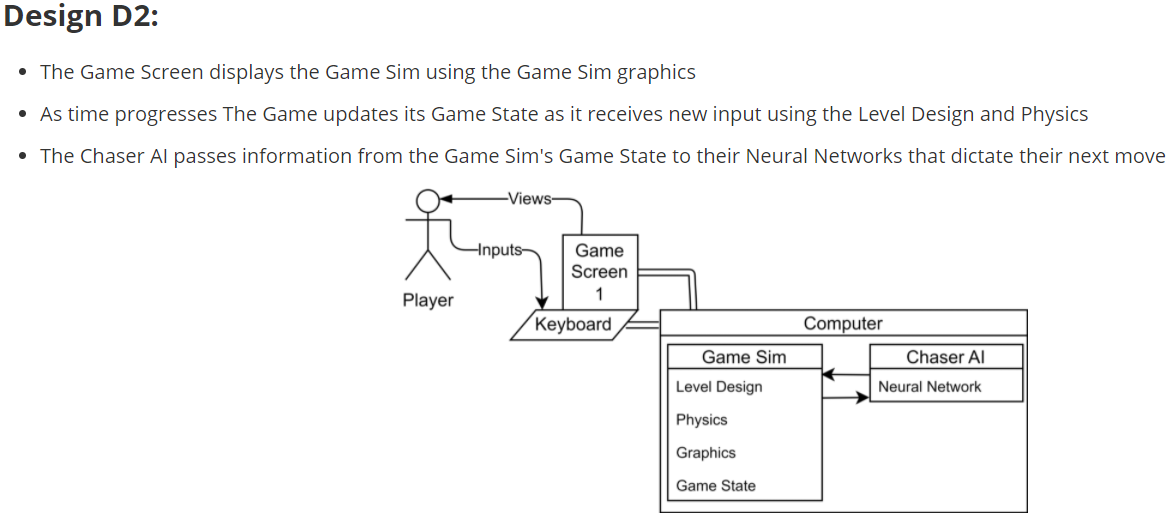 Design D2:
• The Game Screen displays the Game Sim using the Game Sim graphics
• As time progresses The Game updates its Game State as it receives new input using the Level Design and Physics
• The Chaser AI passes information from the Game Sim's Game State to their Neural Networks that dictate their next move
Views
Inputs
Game
Screen
1
Player
Keyboard
Computer
Game Sim
Level Design
Physics
Graphics
Game State
Chaser AI
Neural Network